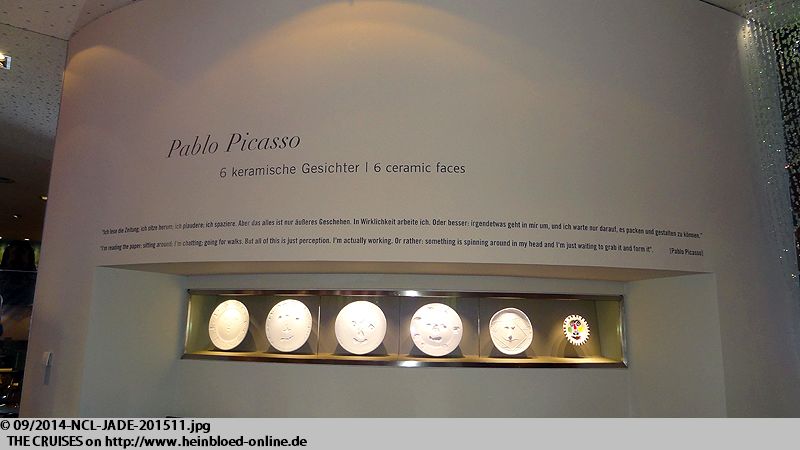 Pablo Picasso
6 keramische Gesichter | 6 ceramic faces
"Ich lese die Zeitung; ich sitze herum; ich plaudere; ich spaziere. Aber das alles ist nur äußeres Geschehen. In Wirklichkeit arbeite ich. Oder besser: irgendetwas geht in mir um, und ich warte nur darauf, es packen und gestalten zu können."
"I'm reading the paper; sitting around; I'm chatting; going for walks. But all of this is just perception. I'm actually working. Or rather: something is spinning around in my head and I'm just waiting to grab it and form it". (Pablo Picasso)
© 09/2014-NCL-JADE-201511.jpg
THE CRUISES on http://www.heinbloed-online.de